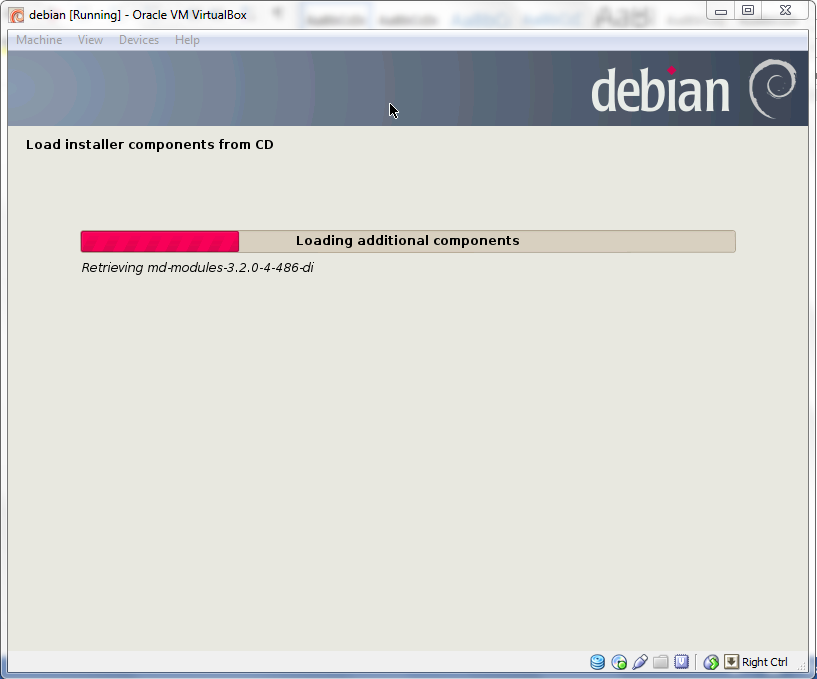 debian [Running] - Oracle VM VirtualBox
Machine View Devices Help
debian
Load installer components from CD
Loading additional components
Retrieving md-modules-3.2.0-4-486-di
Right Ctrl